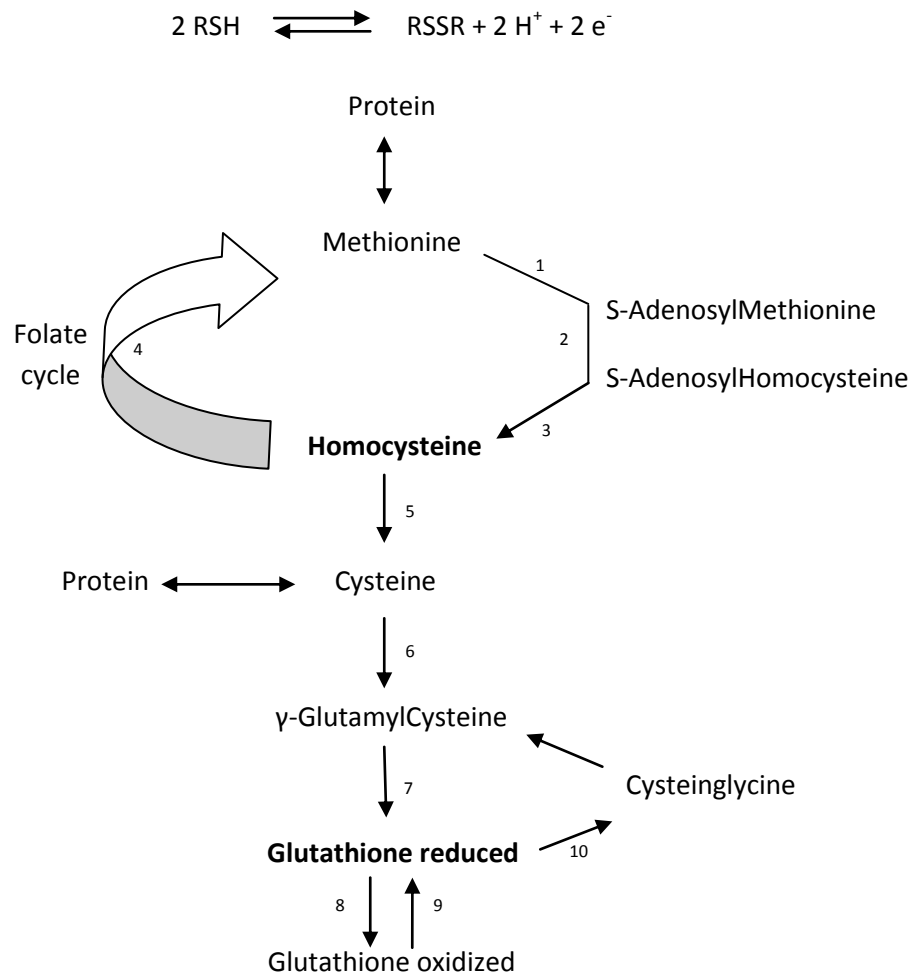 2 RSH RSSR + 2 H+ + 2 e-
Protein
Methionine
1
S-AdenosylMethionine
2
Folate
cycle
4
S-AdenosylHomocysteine
3
Homocysteine
5
Protein Cysteine
6
γ-GlutamylCysteine
Cysteinglycine
7
Glutathione reduced
10
8 9
Glutathione oxidized